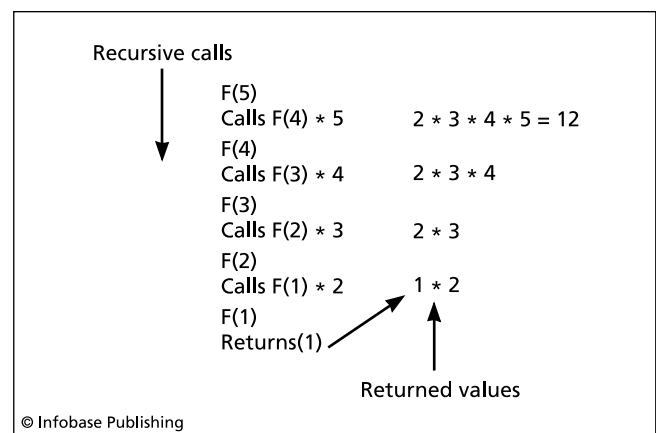 Recursive calls
F(5)
Calls F(4) * 5 2 * 3 * 4 * 5 = 12
F(4)
Calls F(3) * 4 2 * 3 * 4
F(3)
Calls F(2) * 3 2 * 3
F(2)
Calls F(1) * 2 1 * 2
F(1)
Returns(1)
Returned values
© Infobase Publishing